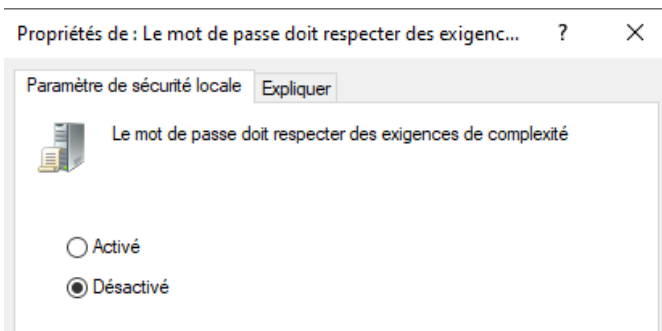 Propriétés de : Le mot de passe doit respecter des exigenc... ?
Paramètre de sécurité locale Expliquer
Le mot de passe doit respecter des exigences de complexité
Activé
Désactivé